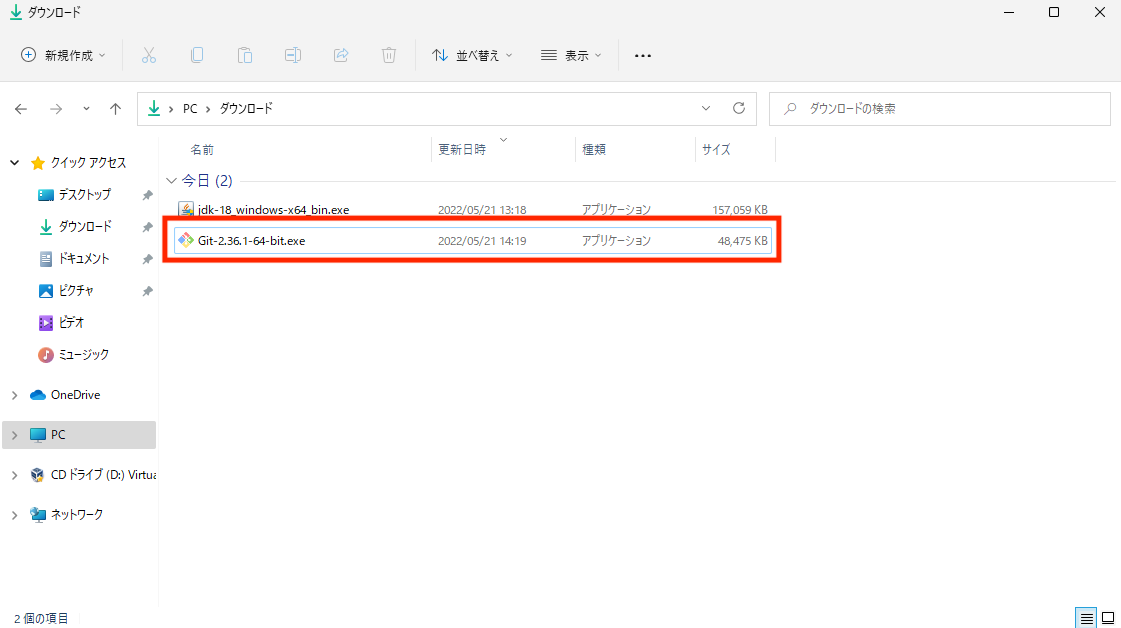 ダウンロード
新規作成
並べ替え
表示
PC
ダウンロード
ダウンロードの検索
名前
更新日時
種類
サイズ
クイック アクセス
デスクトップ
ダウンロード
ドキュメント
ピクチャ
ビデオ
ミュージック
OneDrive
PC
CD ドライブ (D:) Virtua
ネットワーク
今日 (2)
jdk-18_windows-x64_bin.exe 2022/05/21 13:18 アプリケーション 157,059 KB
Git-2.36.1-64-bit.exe 2022/05/21 14:19 アプリケーション 48,475 KB
2 個の項目